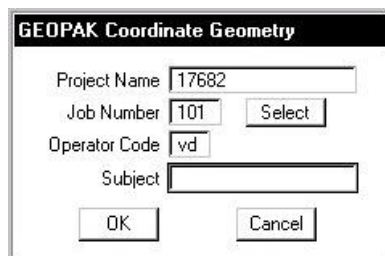 GEOPAK Coordinate Geometry
Project Name 17682
Job Number 101 Select
Operator Code vd
Subject
OK Cancel